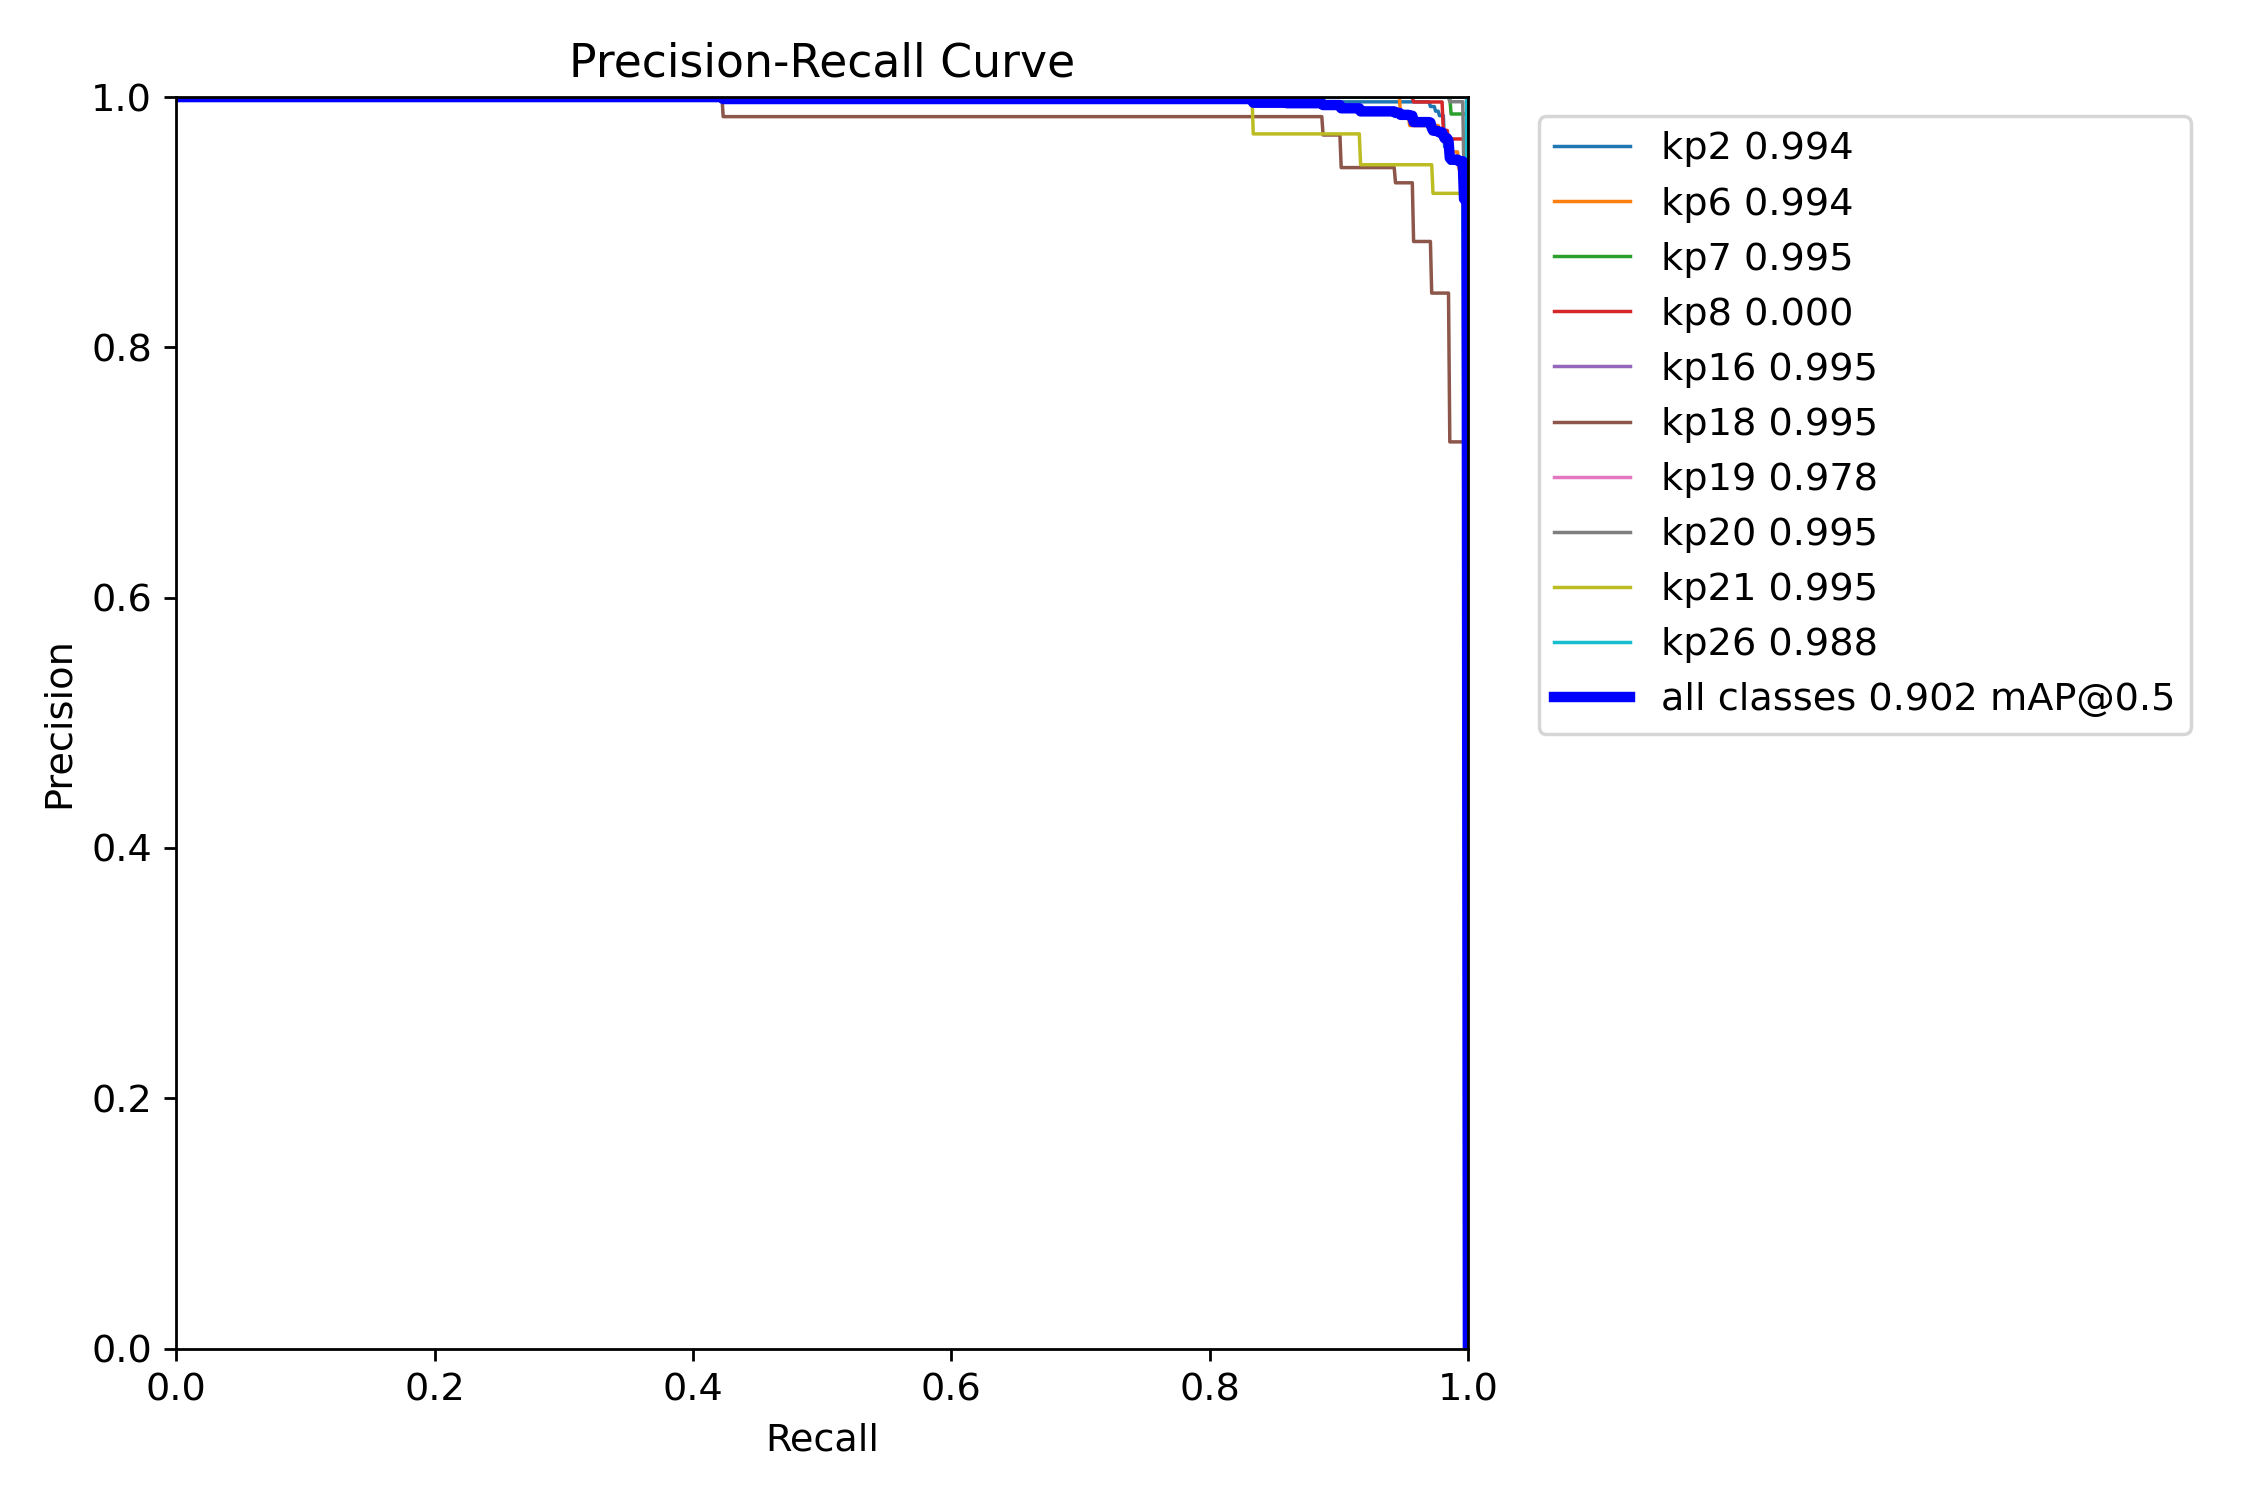 Precision-Recall Curve
1.0
0.8
0.6
0.4
0.2
0.0
Precision
0.0 0.2 0.4 0.6 0.8 1.0
Recall
kp2 0.994
kp6 0.994
kp7 0.995
kp8 0.000
kp16 0.995
kp18 0.995
kp19 0.978
kp20 0.995
kp21 0.995
kp26 0.988
all classes 0.902 mAP@0.5